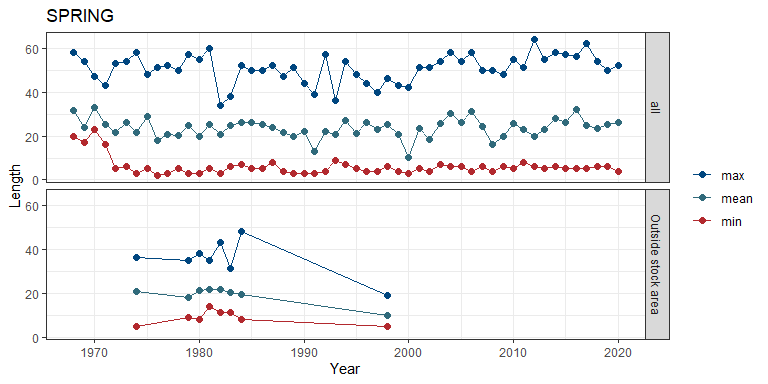 SPRING
60
40
20
0
all
60
40
20
0
Outside stock area
Length
1970
1980
1990
2000
2010
2020
Year
max
mean
min